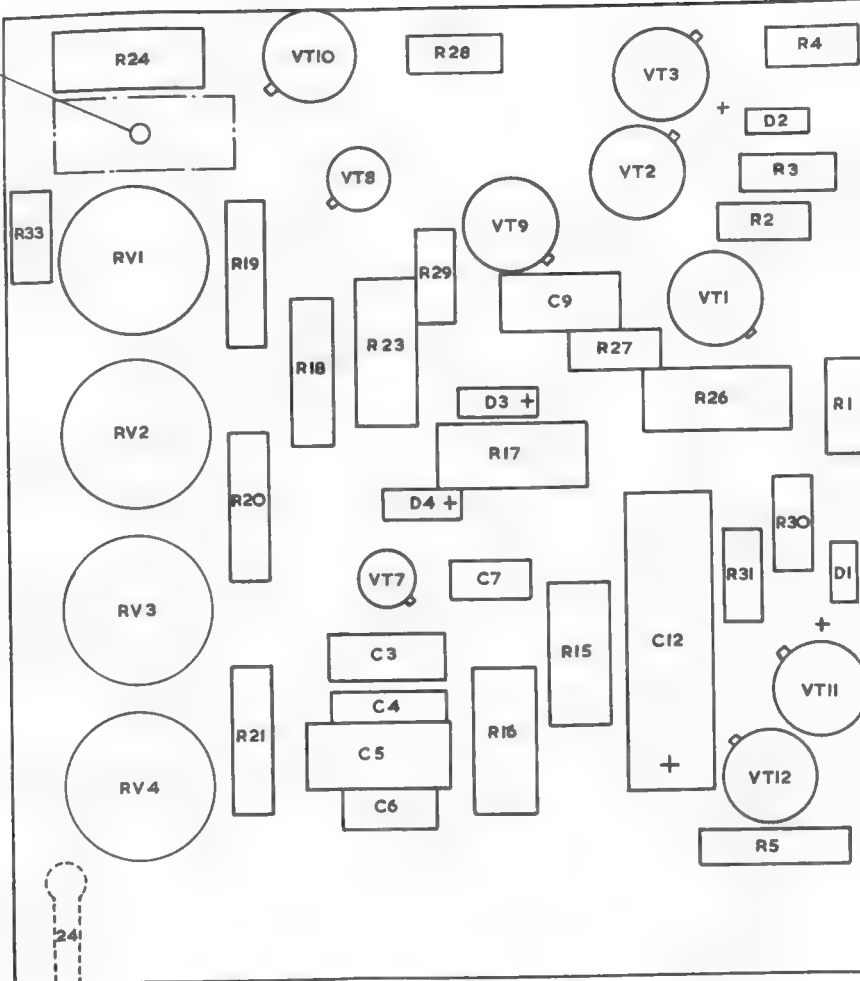 R24
VT10
R28
VT3
R4
+
D2
VT8
VT2
R3
R33
RV1
R19
VT9
R2
R29
C9
VT1
R18
R23
R27
D3 +
R26
R1
RV2
R17
R20
D4 +
R30
VT7
C7
R31
D1
RV3
C3
R15
C12
+
C4
VT11
R21
C5
R16
+
VT12
RV4
C6
R5
24